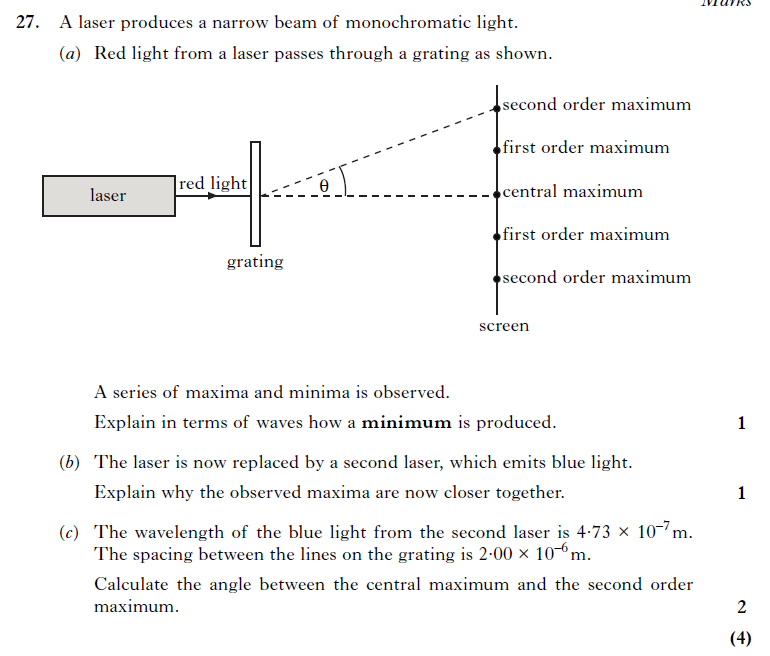 Marks
27. A laser produces a narrow beam of monochromatic light.
(a) Red light from a laser passes through a grating as shown.
second order maximum
first order maximum
red light
θ
laser
central maximum
first order maximum
grating
second order maximum
screen
A series of maxima and minima is observed.
Explain in terms of waves how a minimum is produced. 1
(b) The laser is now replaced by a second laser, which emits blue light.
Explain why the observed maxima are now closer together. 1
(c) The wavelength of the blue light from the second laser is 4·73 × 10⁻⁷ m.
The spacing between the lines on the grating is 2·00 × 10⁻⁶ m.
Calculate the angle between the central maximum and the second order
maximum. 2
(4)